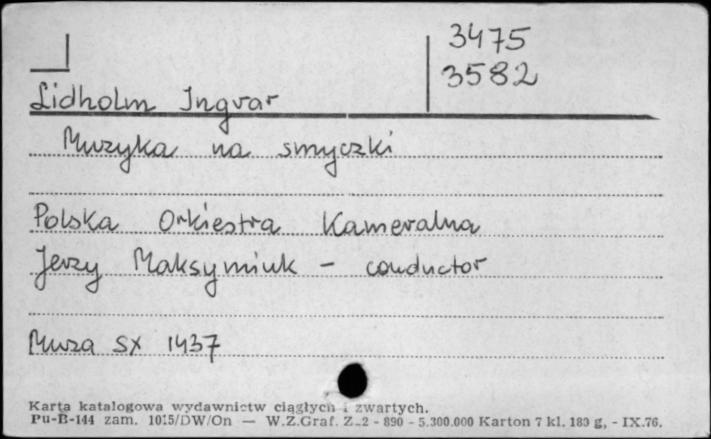 3475
3582
Lidholm Ingvar
Muzyka na smyczki
Polska Orkiestra Kameralna
Jerzy Maksymiuk - conductor
Muza SX 1437
Karta katalogowa wydawnictw ciągłych i zwartych.
Pu-B-144 zam. 1015/DW/On — W.Z.Graf. Z-2 - 890 - 5.300.000 Karton 7 kl. 180 g, - IX.76.